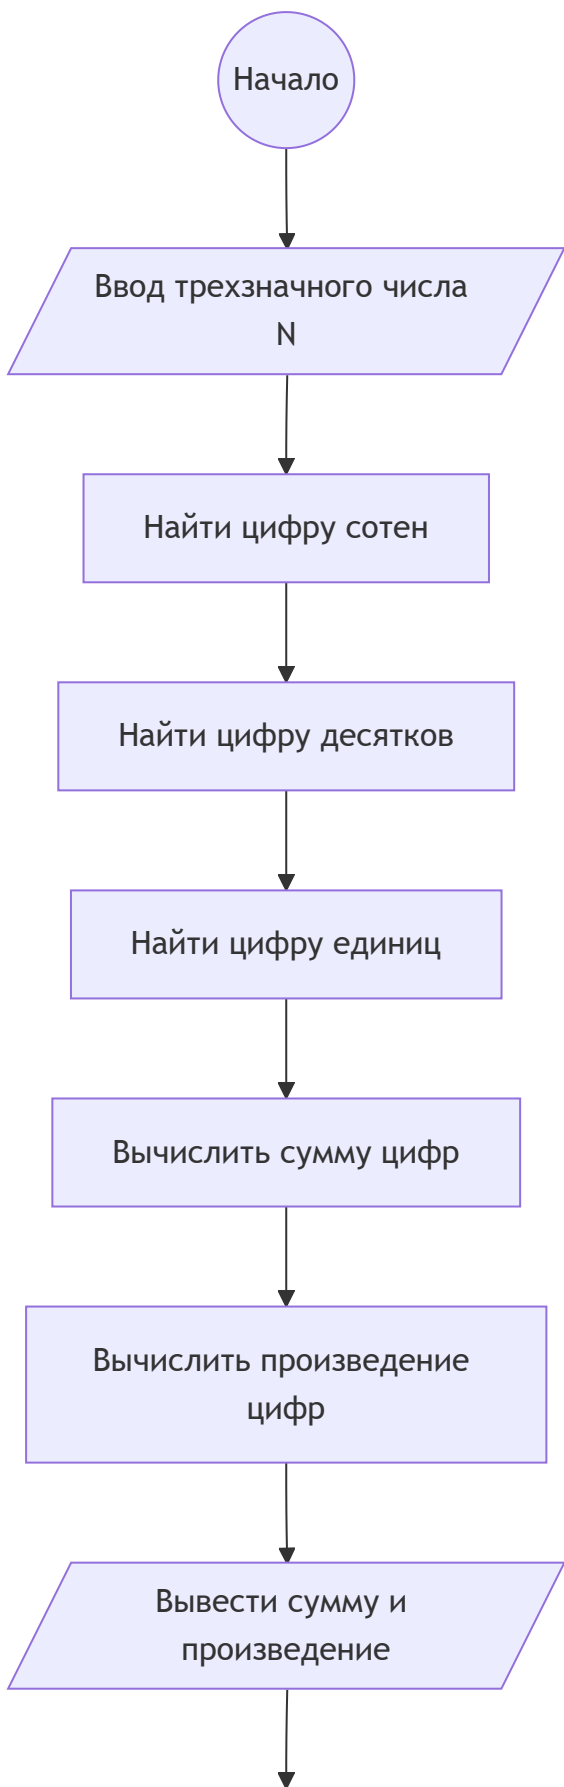 Начало
Ввод трехзначного числа
N
Найти цифру сотен
Найти цифру десятков
Найти цифру единиц
Вычислить сумму цифр
Вычислить произведение
цифр
Вывести сумму и
произведение